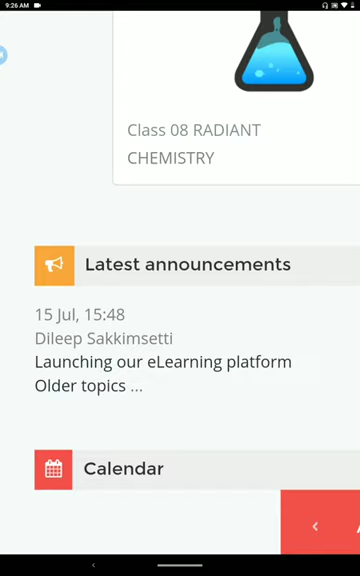 9:26 AM
Class 08 RADIANT
CHEMISTRY
Latest announcements
15 Jul, 15:48
Dileep Sakkimsetti
Launching our eLearning platform
Older topics ...
Calendar